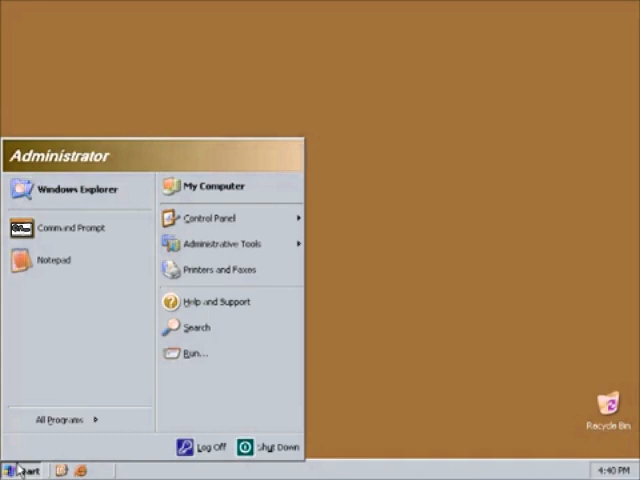 Administrator
Windows Explorer
Command Prompt
Notepad
All Programs
My Computer
Control Panel
Administrative Tools
Printers and Faxes
Help and Support
Search
Run...
Log Off
Shut Down
Recycle Bin
Start
4:40 PM